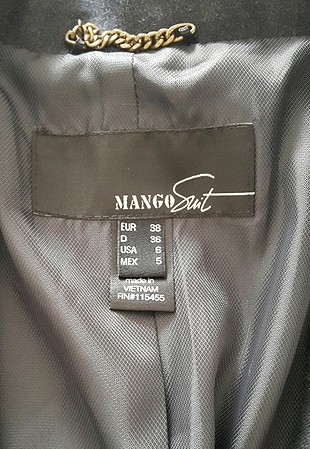 MANGO Suit
EUR 38
D 36
USA 6
MEX 5
made in
VIETNAM
RN#115455